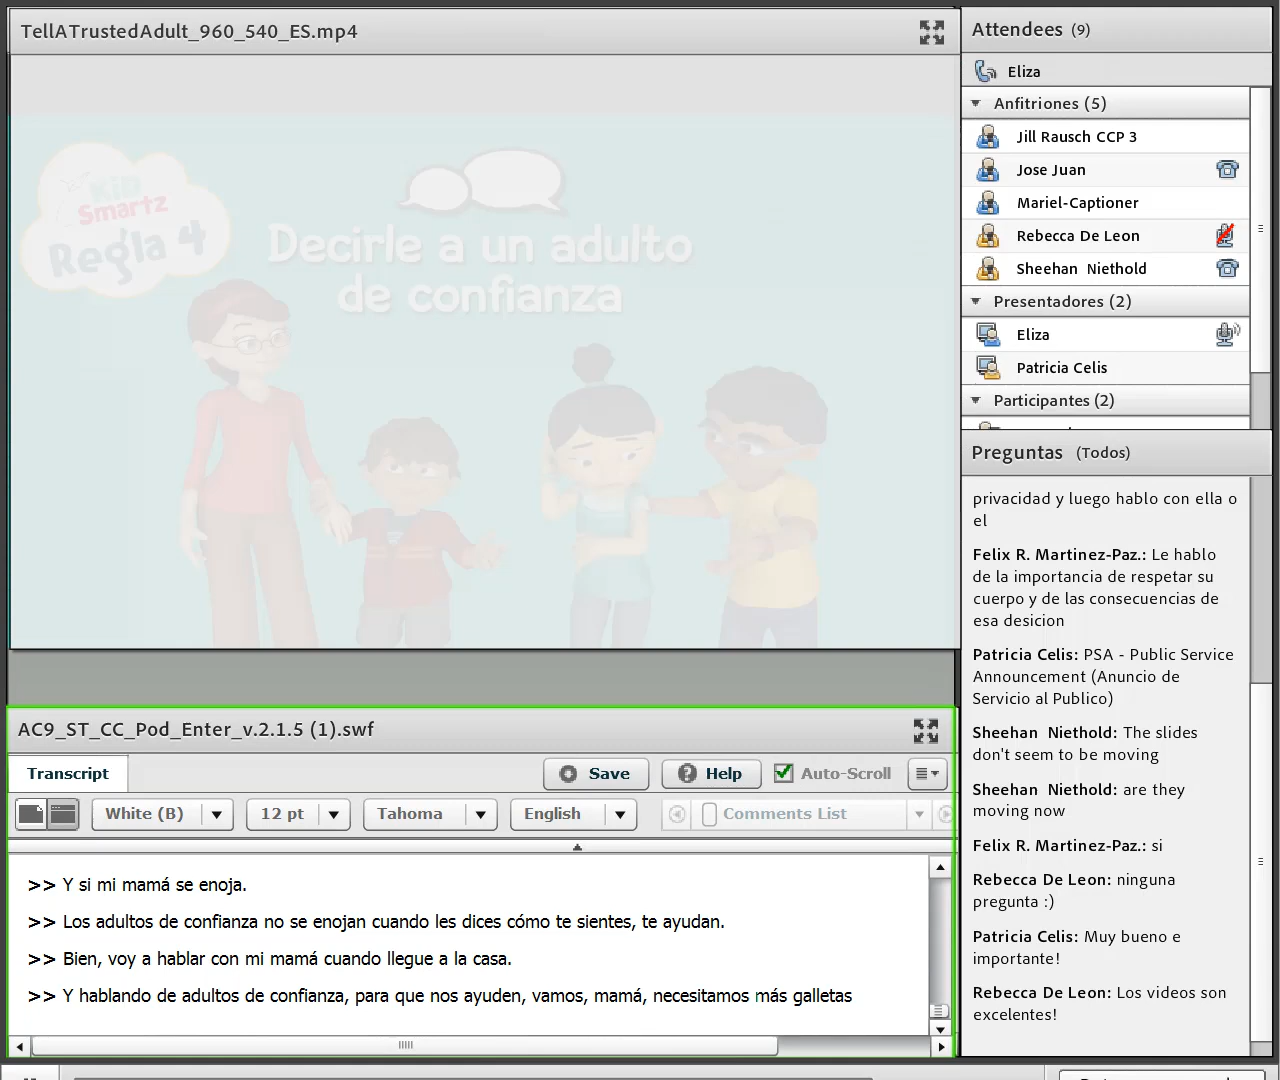 TellATrustedAdult_960_540_ES.mp4
Kid
Smartz
Regla 4
Decirle a un adulto
de confianza
Attendees (9)
Eliza
Anfitriones (5)
Jill Rausch CCP 3
Jose Juan
Mariel-Captioner
Rebecca De Leon
Sheehan Niethold
Presentadores (2)
Eliza
Patricia Celis
Participantes (2)
Preguntas (Todos)
privacidad y luego hablo con ella o
el
Felix R. Martinez-Paz.: Le hablo
de la importancia de respetar su
cuerpo y de las consecuencias de
esa desicion
Patricia Celis: PSA - Public Service
Announcement (Anuncio de
Servicio al Publico)
Sheehan Niethold: The slides
don't seem to be moving
Sheehan Niethold: are they
moving now
Felix R. Martinez-Paz.: si
Rebecca De Leon: ninguna
pregunta :)
Patricia Celis: Muy bueno e
importante!
Rebecca De Leon: Los videos son
excelentes!
AC9_ST_CC_Pod_Enter_v.2.1.5 (1).swf
Transcript
Save
Help
Auto-Scroll
White (B)
12 pt
Tahoma
English
Comments List
>> Y si mi mamá se enoja.
>> Los adultos de confianza no se enojan cuando les dices cómo te sientes, te ayudan.
>> Bien, voy a hablar con mi mamá cuando llegue a la casa.
>> Y hablando de adultos de confianza, para que nos ayuden, vamos, mamá, necesitamos más galletas